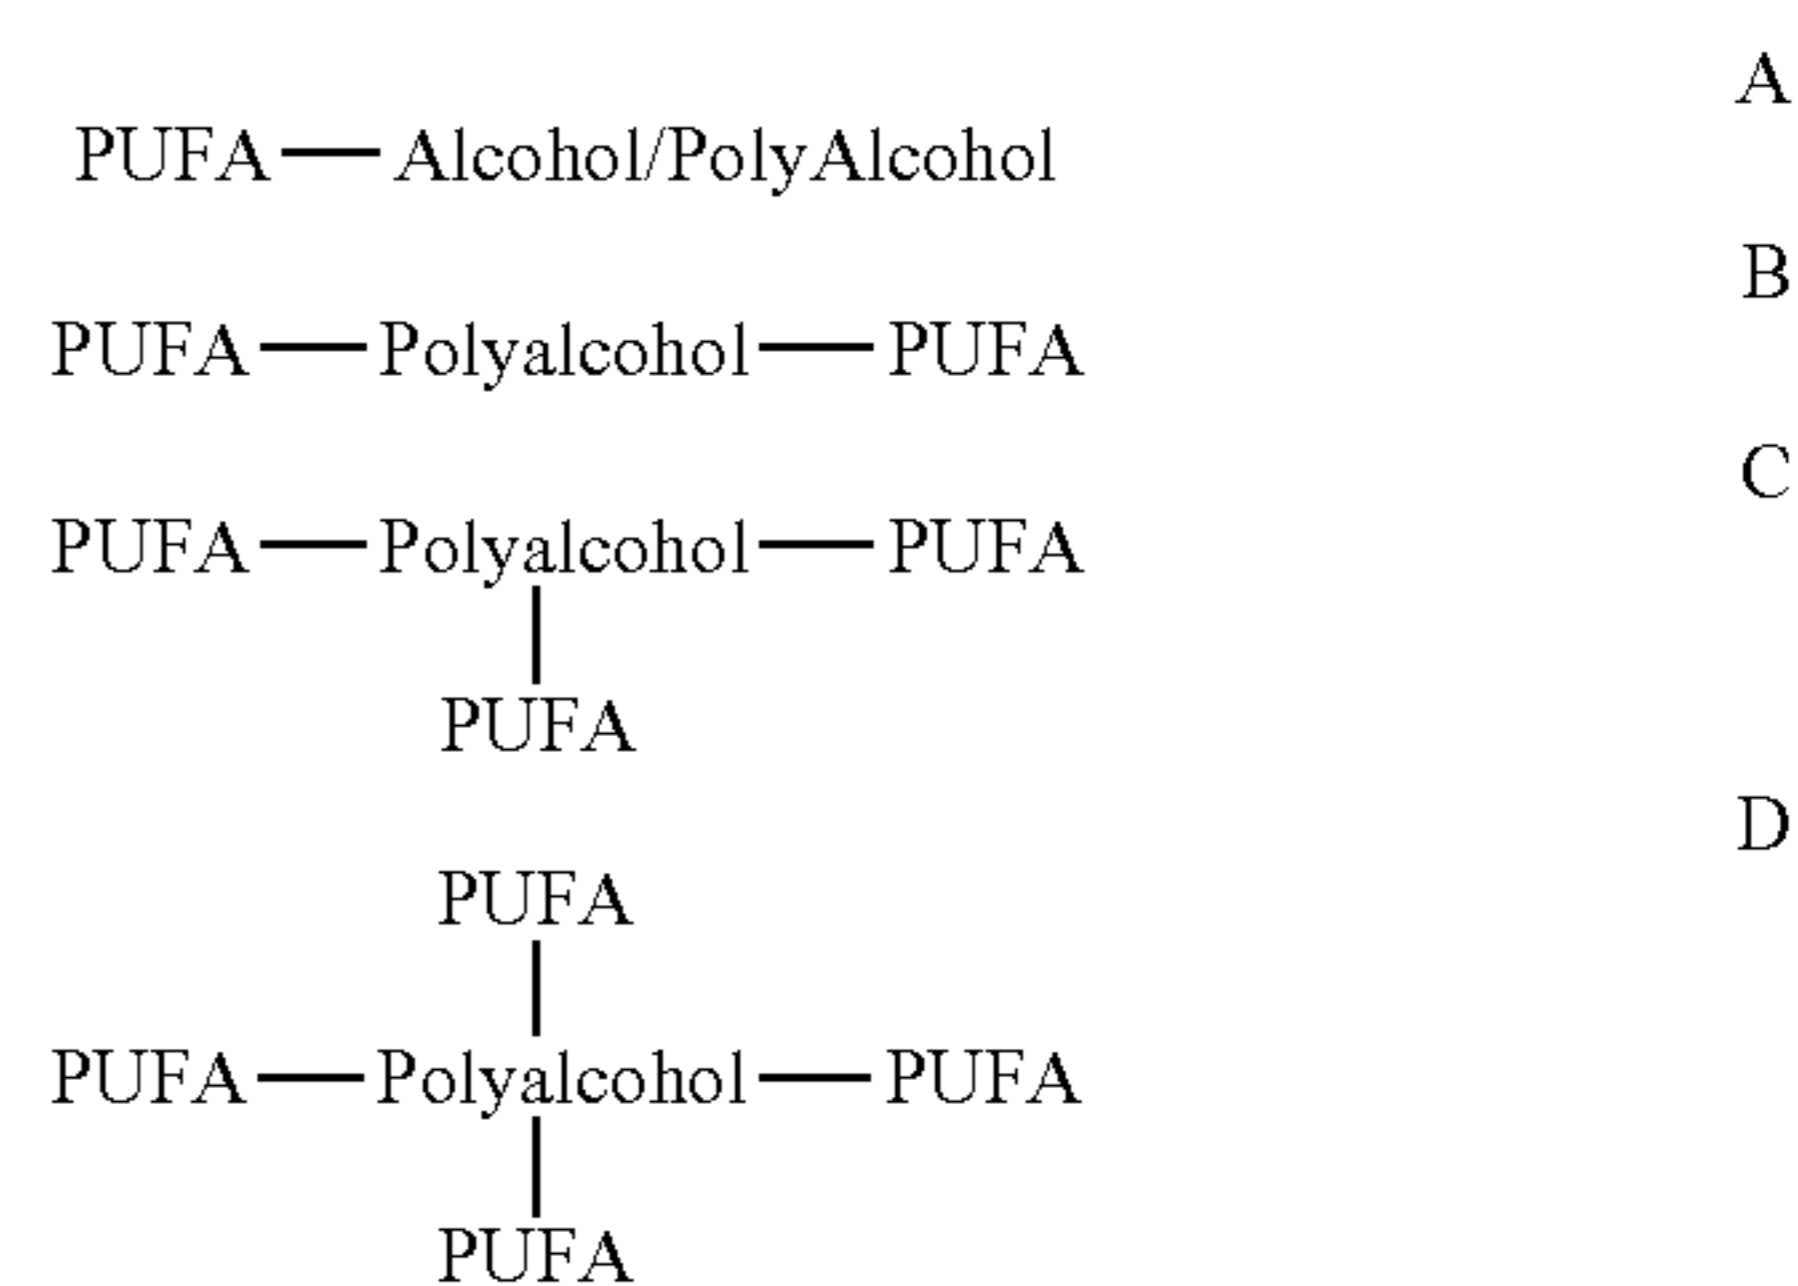 A
PUFA — Alcohol/PolyAlcohol
B
PUFA — Polyalcohol — PUFA
C
PUFA — Polyalcohol — PUFA
PUFA
D
PUFA
PUFA — Polyalcohol — PUFA
PUFA